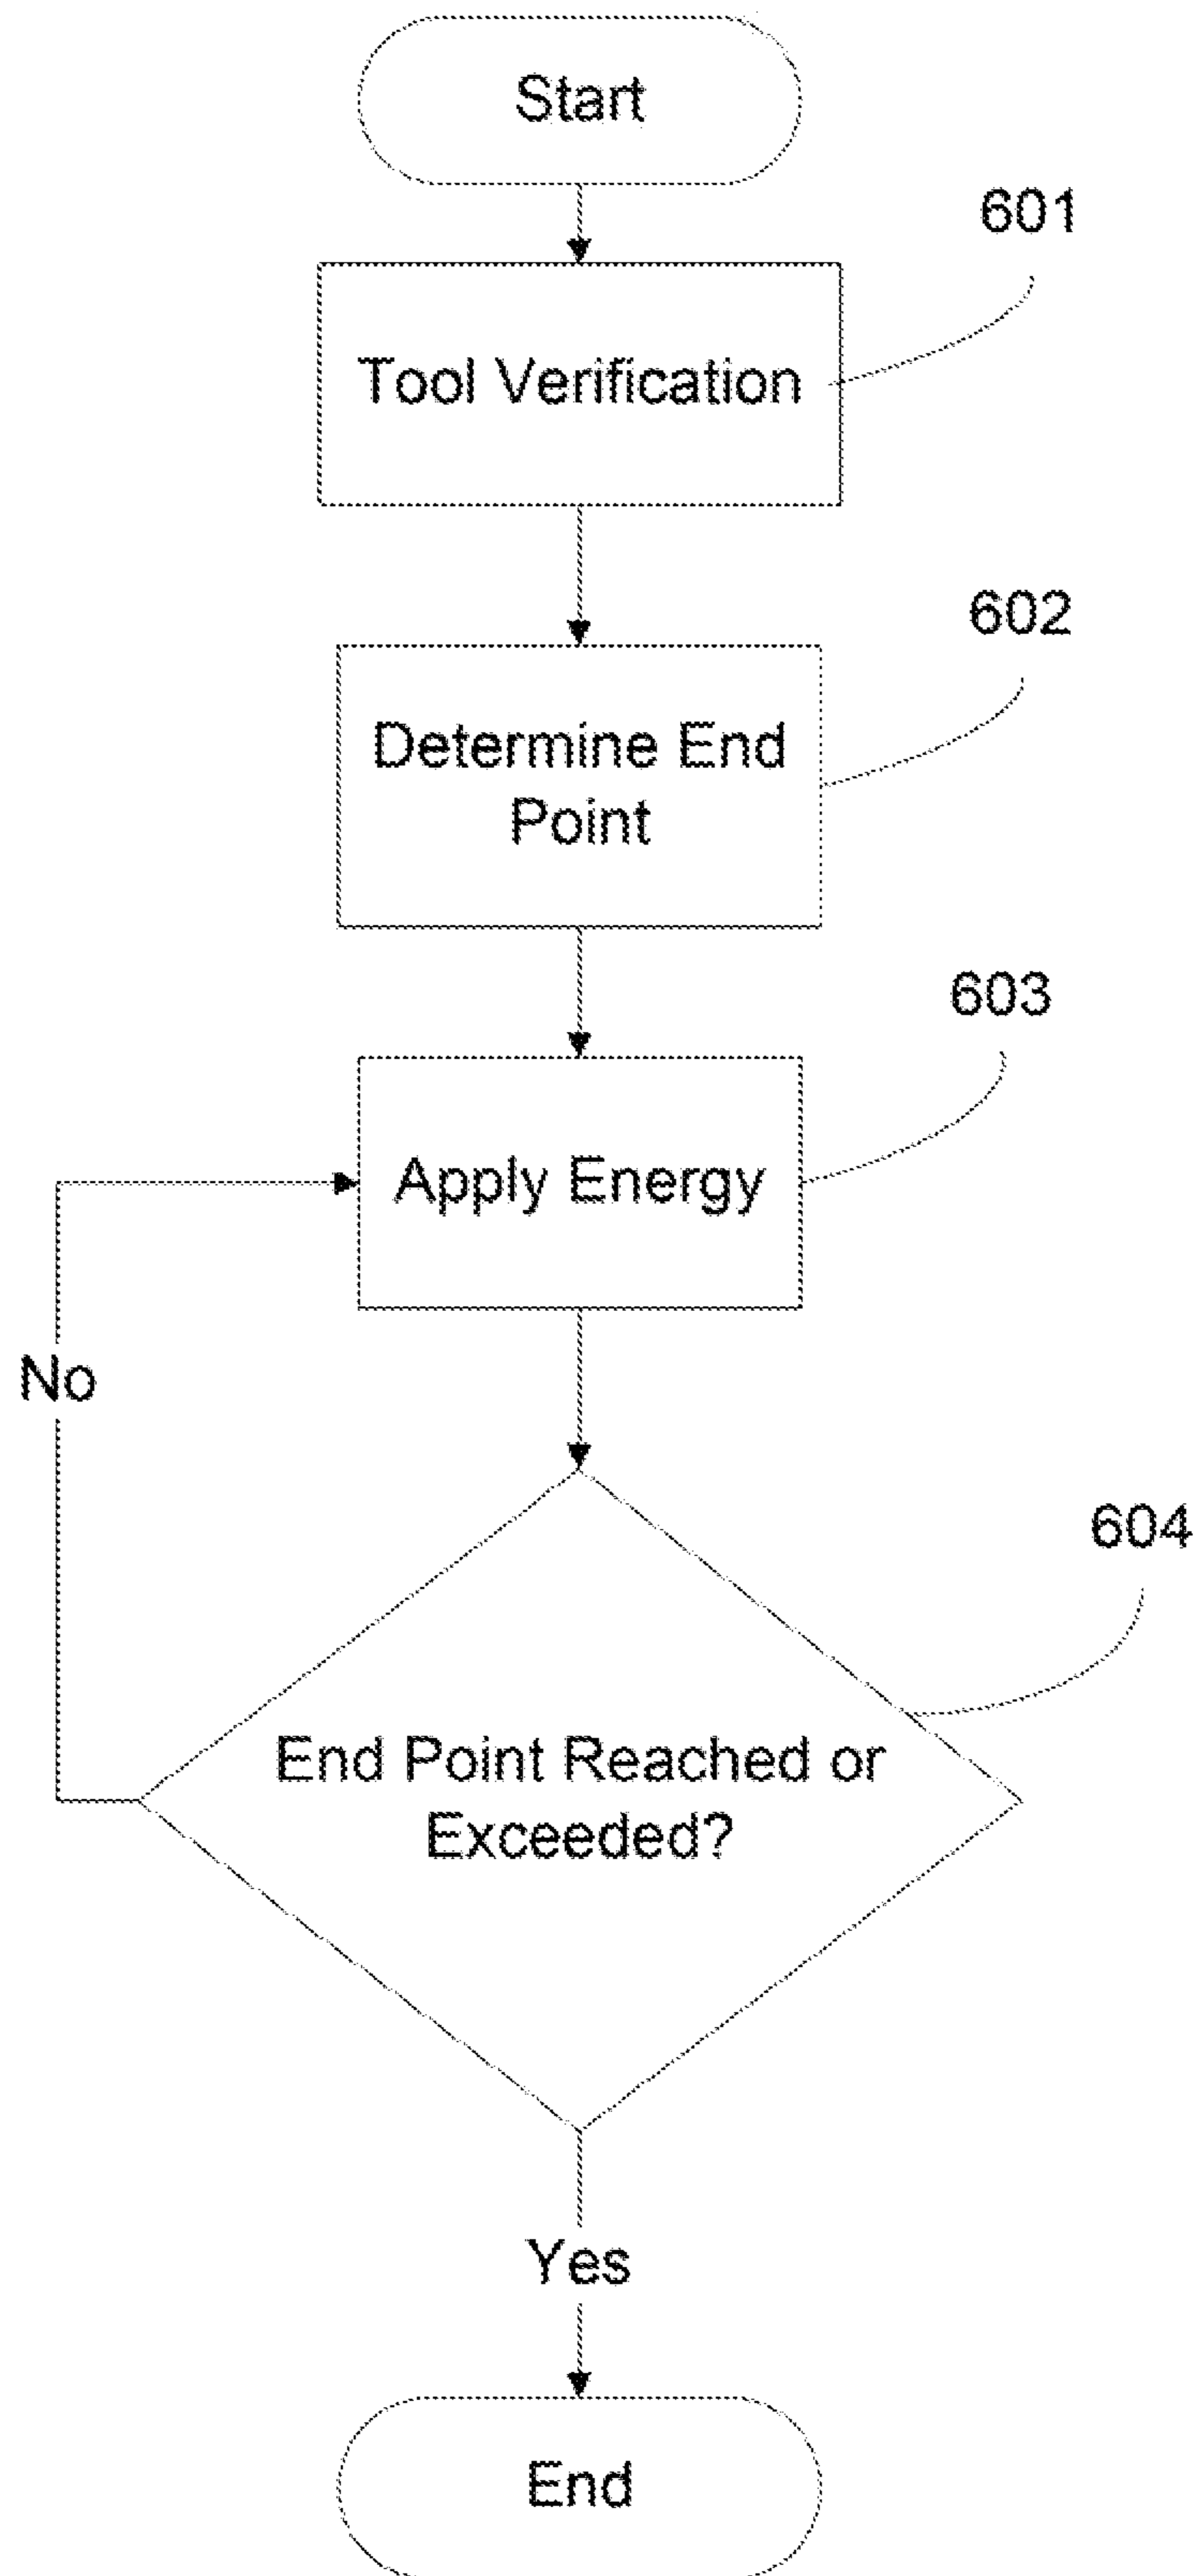 Start
601
Tool Verification
602
Determine End
Point
603
Apply Energy
No
604
End Point Reached or
Exceeded?
Yes
End